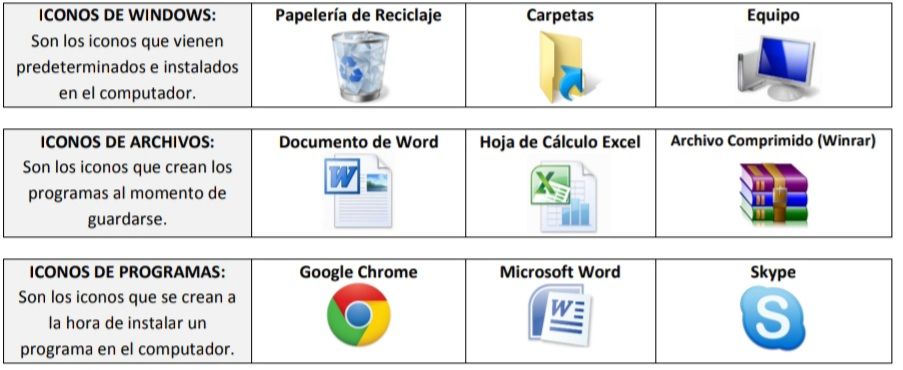 ICONOS DE WINDOWS:
Son los iconos que vienen
predeterminados e instalados
en el computador.
Papelería de Reciclaje
Carpetas
Equipo
ICONOS DE ARCHIVOS:
Son los iconos que crean los
programas al momento de
guardarse.
Documento de Word
Hoja de Cálculo Excel
Archivo Comprimido (Winrar)
ICONOS DE PROGRAMAS:
Son los iconos que se crean a
la hora de instalar un
programa en el computador.
Google Chrome
Microsoft Word
Skype